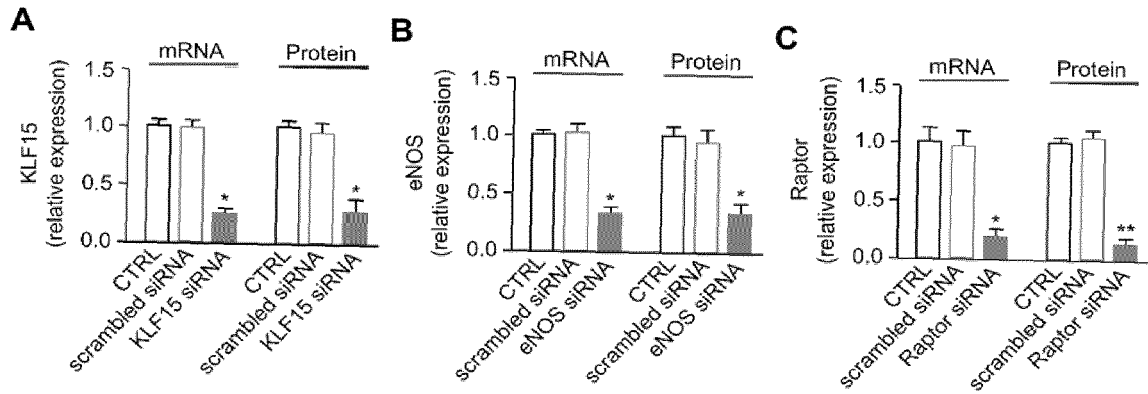 A
mRNA
Protein
KLF15
(relative expression)
1.5
1.0
0.5
0.0
*
*
CTRL
scrambled siRNA
KLF15 siRNA
CTRL
scrambled siRNA
KLF15 siRNA
B
mRNA
Protein
eNOS
(relative expression)
1.5
1.0
0.5
0.0
*
*
CTRL
scrambled siRNA
eNOS siRNA
CTRL
scrambled siRNA
eNOS siRNA
C
mRNA
Protein
Raptor
(relative expression)
1.5
1.0
0.5
0.0
*
**
CTRL
scrambled siRNA
Raptor siRNA
CTRL
scrambled siRNA
Raptor siRNA